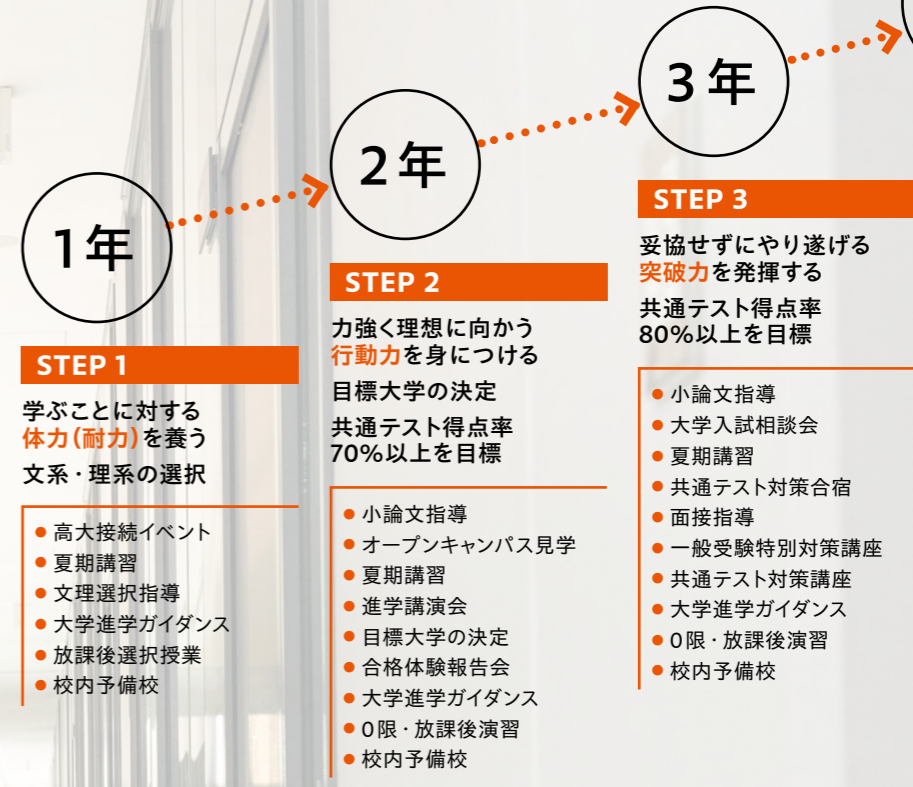 1年
STEP 1
学ぶことに対する
体力(耐力)を養う
文系・理系の選択
高大接続イベント
夏期講習
文理選択指導
大学進学ガイダンス
放課後選択授業
校内予備校
2年
STEP 2
力強く理想に向かう
行動力を身につける
目標大学の決定
共通テスト得点率
70%以上を目標
小論文指導
オープンキャンパス見学
夏期講習
進学講演会
目標大学の決定
合格体験報告会
大学進学ガイダンス
0限・放課後演習
校内予備校
3年
STEP 3
妥協せずにやり遂げる
突破力を発揮する
共通テスト得点率
80%以上を目標
小論文指導
大学入試相談会
夏期講習
共通テスト対策合宿
面接指導
一般受験特別対策講座
共通テスト対策講座
大学進学ガイダンス
0限・放課後演習
校内予備校